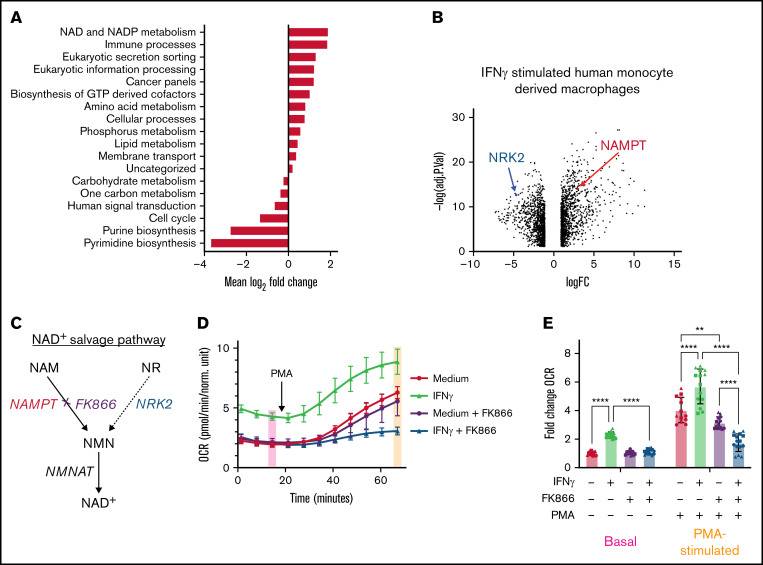 A
NAD and NADP metabolism
Immune processes
Eukaryotic secretion sorting
Eukaryotic information processing
Cancer panels
Biosynthesis of GTP derived cofactors
Amino acid metabolism
Cellular processes
Phosphorus metabolism
Lipid metabolism
Membrane transport
Uncategorized
Carbohydrate metabolism
One carbon metabolism
Human signal transduction
Cell cycle
Purine biosynthesis
Pyrimidine biosynthesis
−4 −2 0 2
Mean log2 fold change
B
IFNγ stimulated human monocyte
derived macrophages
−log(adj.P.Val)
30
20
10
0
NRK2
NAMPT
−10 −5 0 5 10 15
logFC
C
NAD+ salvage pathway
NAM NR
NAMPT FK866 NRK2
NMN
NMNAT
NAD+
D
OCR (pmol/min/norm. unit)
10
5
0
PMA
0 20 40 60
Time (minutes)
Medium
IFNγ
Medium + FK866
IFNγ + FK866
E
Fold change OCR
8
6
4
2
0
**
**** ****
****
**** ****
IFNγ − + − + − + − +
FK866 − − + + − − + +
PMA − − − − + + + +
Basal
PMA-
stimulated